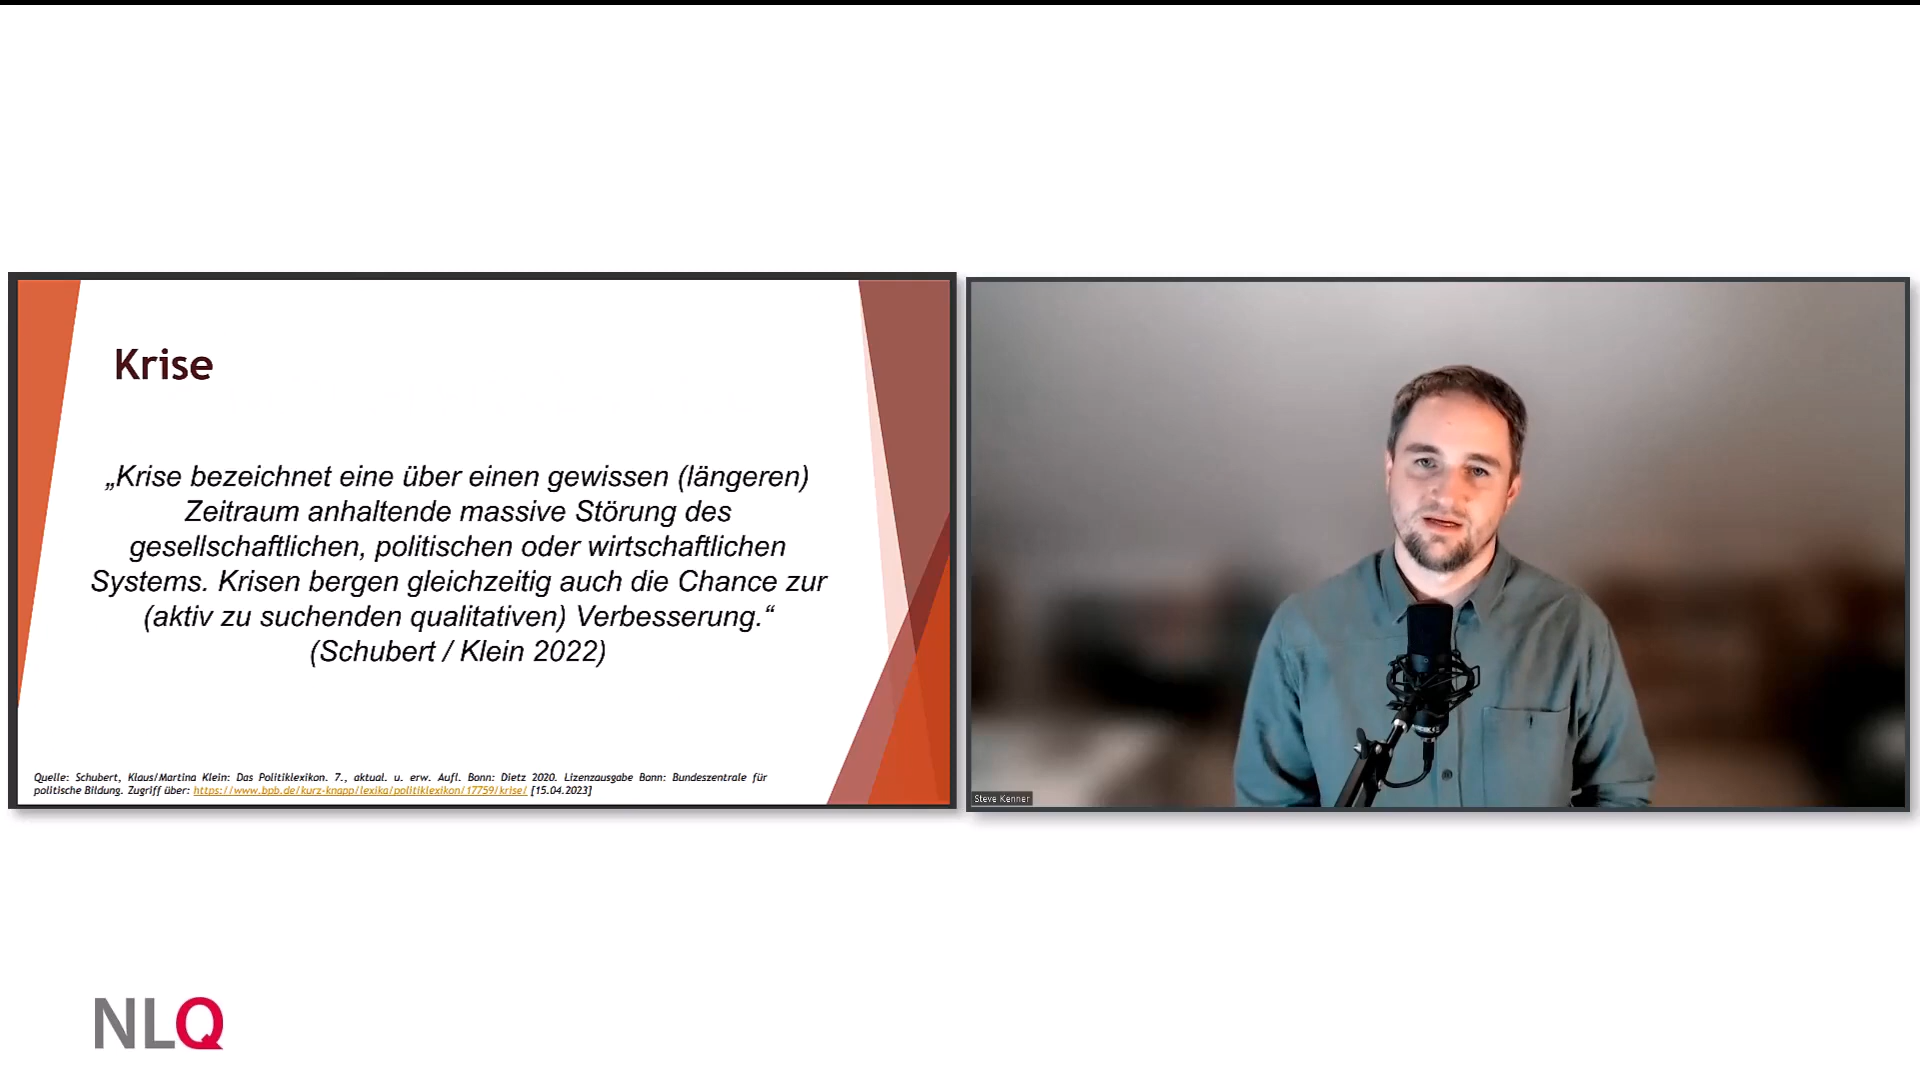 Krise
„Krise bezeichnet eine über einen gewissen (längeren)
Zeitraum anhaltende massive Störung des
gesellschaftlichen, politischen oder wirtschaftlichen
Systems. Krisen bergen gleichzeitig auch die Chance zur
(aktiv zu suchenden qualitativen) Verbesserung.“
(Schubert / Klein 2022)
Quelle: Schubert, Klaus/Martina Klein: Das Politiklexikon. 7., aktual. u. erw. Aufl. Bonn: Dietz 2020. Lizenzausgabe Bonn: Bundeszentrale für
politische Bildung. Zugriff über: https://www.bpb.de/kurz-knapp/lexika/politiklexikon/17759/krise/ [15.04.2023]
Steve Kenner
NLQ